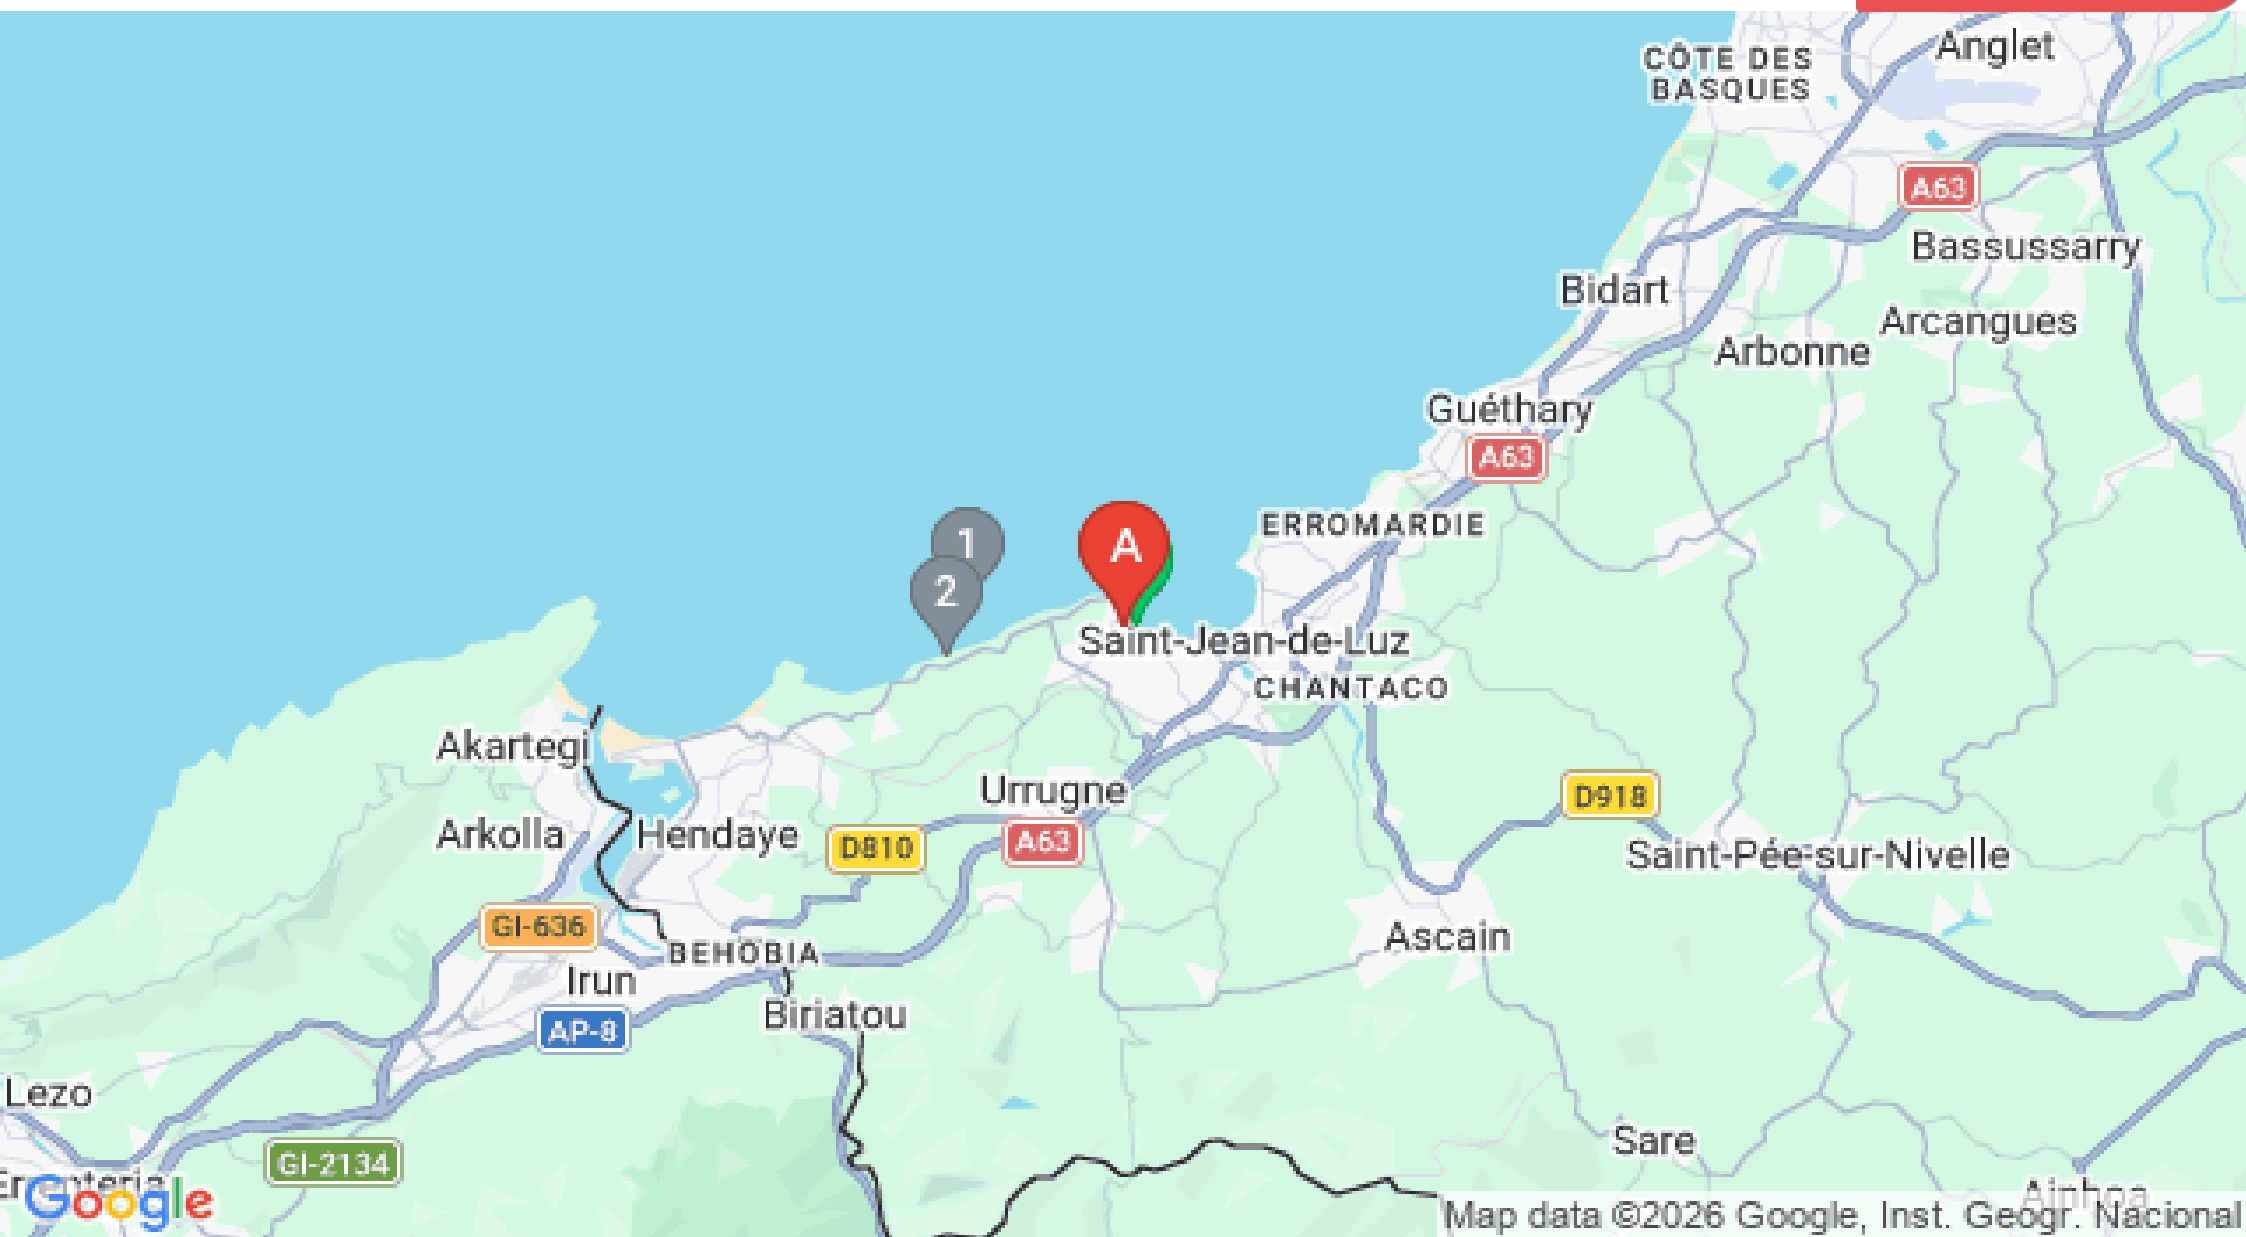 Anglet
CÔTE DES
BASQUES
A63
Bassussarry
Bidart
Arcangues
Arbonne
Guéthary
A63
ERROMARDIE
1
A
2
Saint-Jean-de-Luz
CHANTACO
Akartegi
Urrugne
D918
Arkolla
Hendaye
D810
A63
Saint-Pée-sur-Nivelle
GI-636
Ascain
BEHOBIA
Irun
AP-8
Biriatou
Lezo
Sare
GI-2134
Errenteria
Ainhoa
Google
Map data ©2026 Google, Inst. Geogr. Nacional